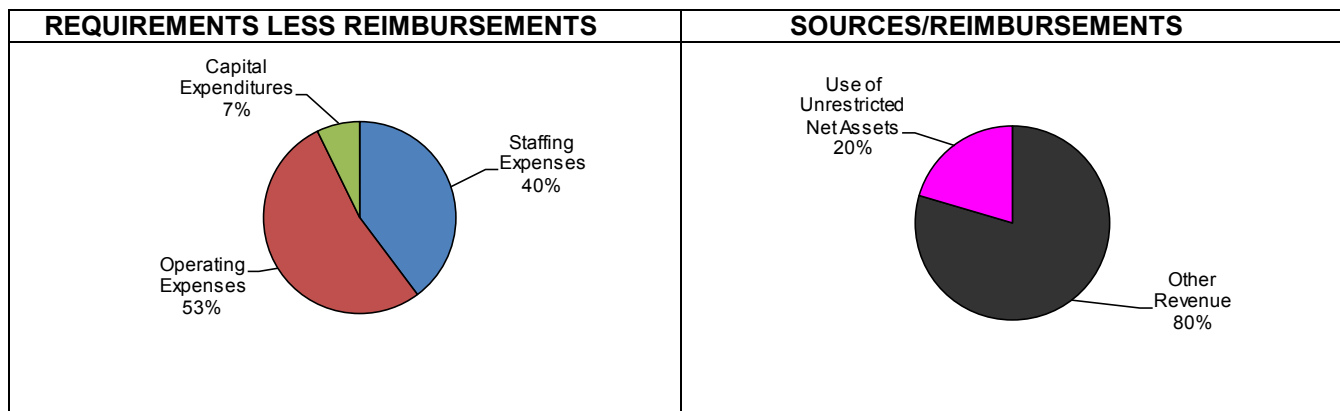 REQUIREMENTS LESS REIMBURSEMENTS
Capital
Expenditures
7%
Staffing
Expenses
40%
Operating
Expenses
53%
SOURCES/REIMBURSEMENTS
Use of
Unrestricted
Net Assets
20%
Other
Revenue
80%